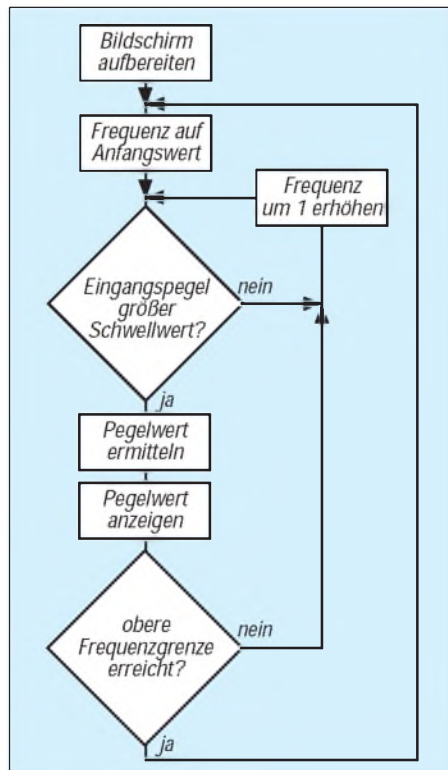 Bildschirm
aufbereiten
Frequenz auf
Anfangswert
Frequenz
um 1 erhöhen
Eingangspegel
größer
Schwellwert?
nein
ja
Pegelwert
ermitteln
Pegelwert
anzeigen
obere
Frequenzgrenze
erreicht?
nein
ja